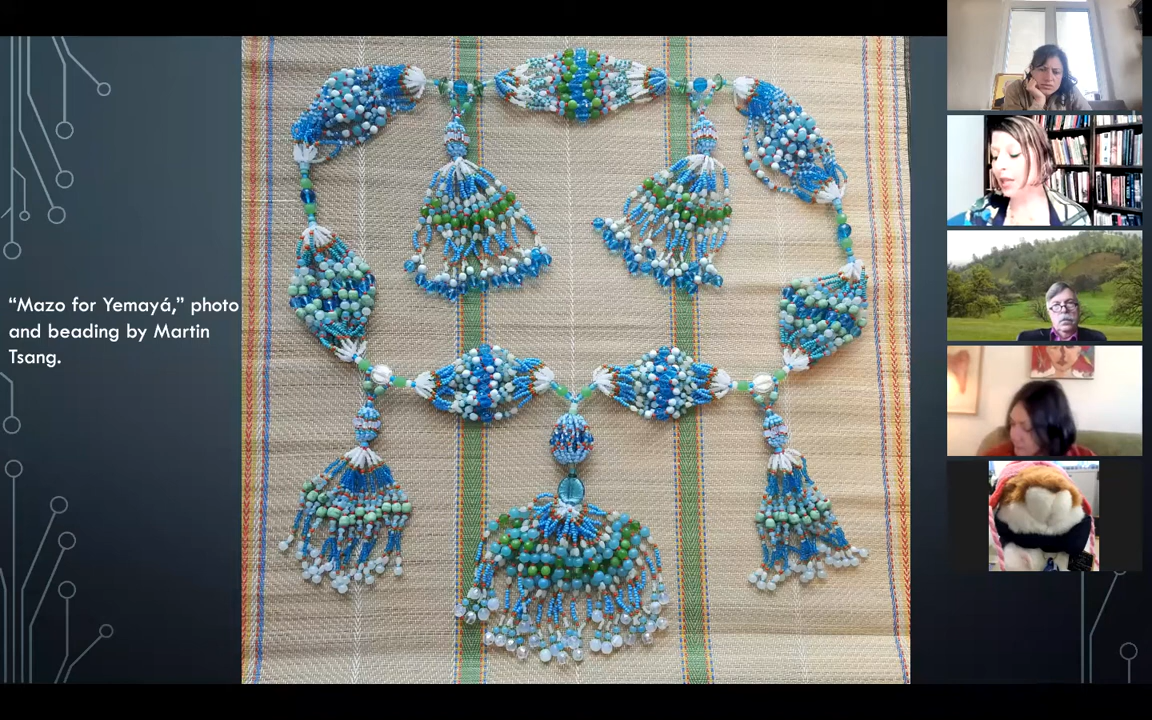 “Mazo for Yemayá,” photo
and beading by Martin
Tsang.